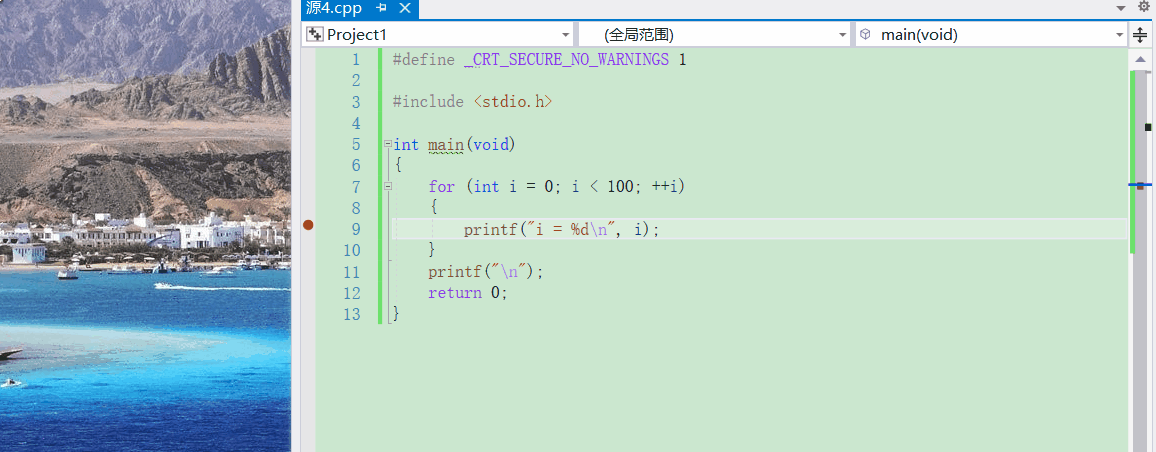 源4.cpp
Project1
(全局范围)
main(void)
1 #define _CRT_SECURE_NO_WARNINGS 1
2
3 #include <stdio.h>
4
5 int main(void)
6 {
7 for (int i = 0; i < 100; ++i)
8 {
9 printf("i = %d\n", i);
10 }
11 printf("\n");
12 return 0;
13 }